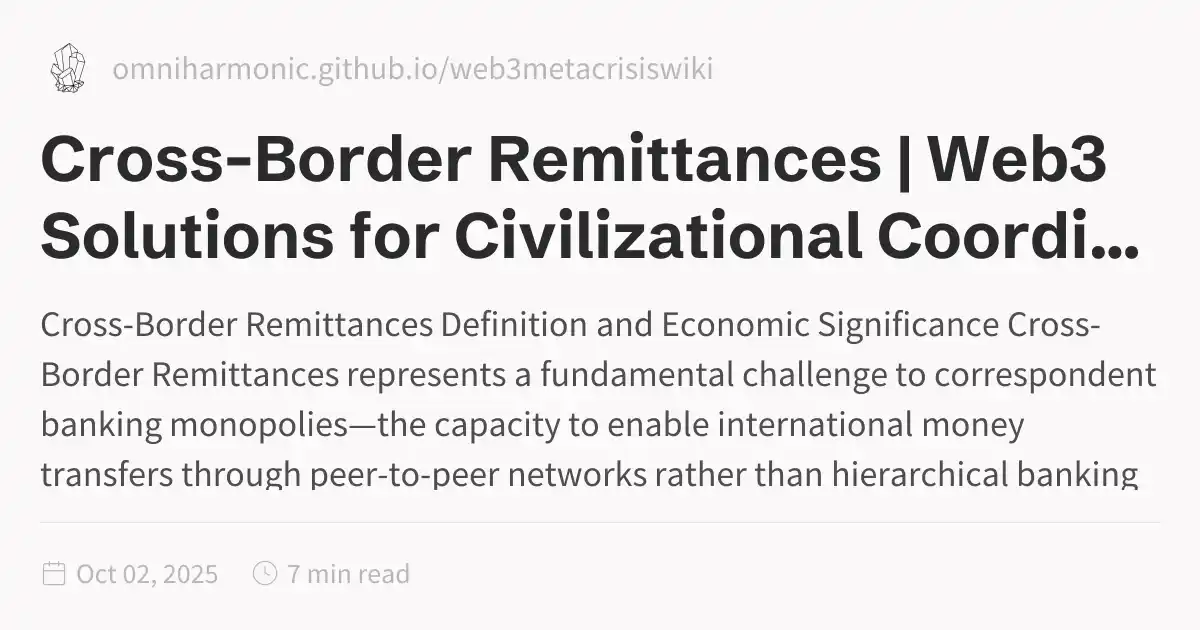 omniharmonic.github.io/web3metacrisiswiki
Cross-Border Remittances | Web3
Solutions for Civilizational Coordi...
Cross-Border Remittances Definition and Economic Significance Cross-
Border Remittances represents a fundamental challenge to correspondent
banking monopolies—the capacity to enable international money
transfers through peer-to-peer networks rather than hierarchical banking
Oct 02, 2025 7 min read